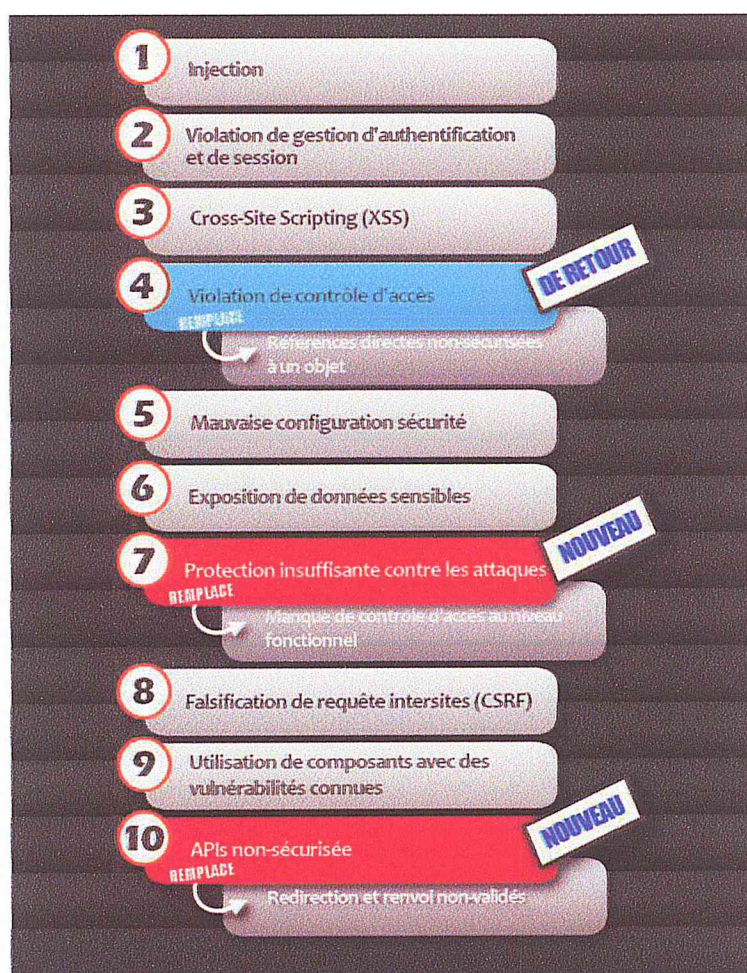 1
Injection
2
Violation de gestion d'authentification
et de session
3
Cross-Site Scripting (XSS)
DE RETOUR
4
Violation de contrôle d'accès
REMPLACE
Références directes non-sécurisées
à un objet
5
Mauvaise configuration sécurité
6
Exposition de données sensibles
NOUVEAU
7
Protection insuffisante contre les attaques
REMPLACE
Manque de controle d'accès au niveau
fonctionnel
8
Falsification de requête intersites (CSRF)
9
Utilisation de composants avec des
vulnérabilités connues
NOUVEAU
10
APIs non-sécurisée
REMPLACE
Redirection et renvoi non-validés